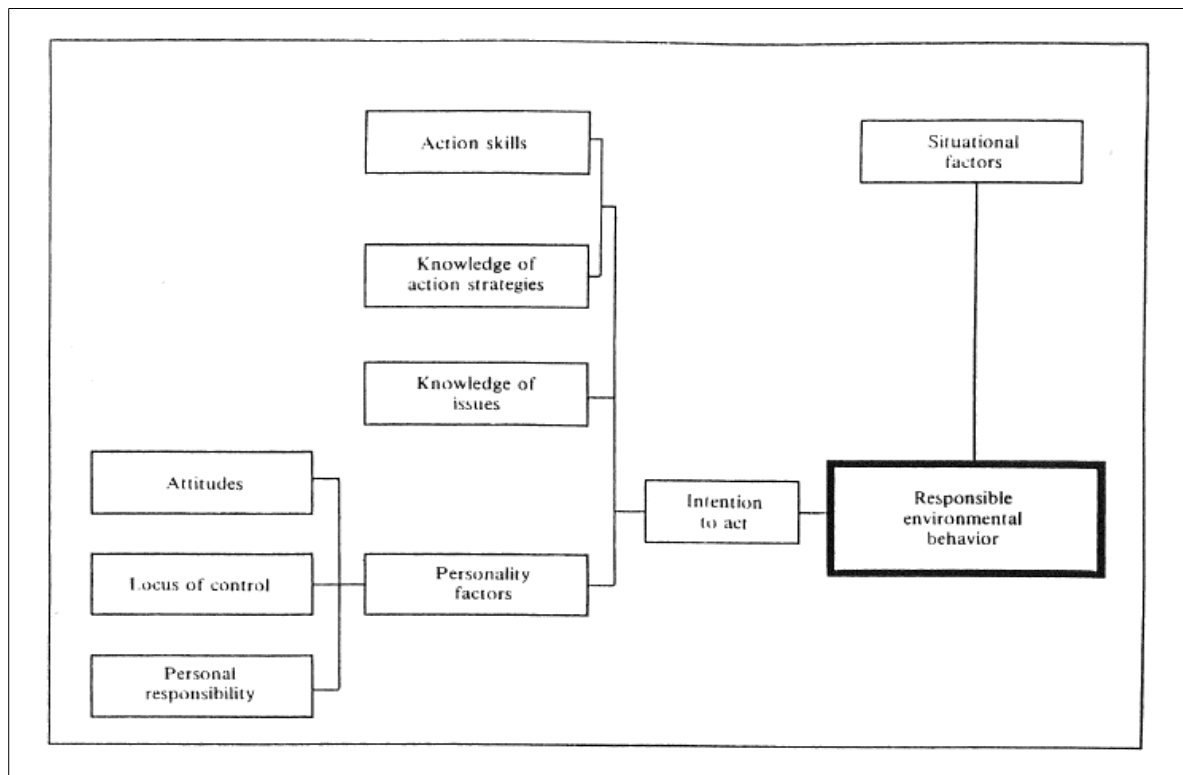 Action skills
Situational
factors
Knowledge of
action strategies
Knowledge of
issues
Attitudes
Intention
to act
Responsible
environmental
behavior
Locus of control
Personality
factors
Personal
responsibility